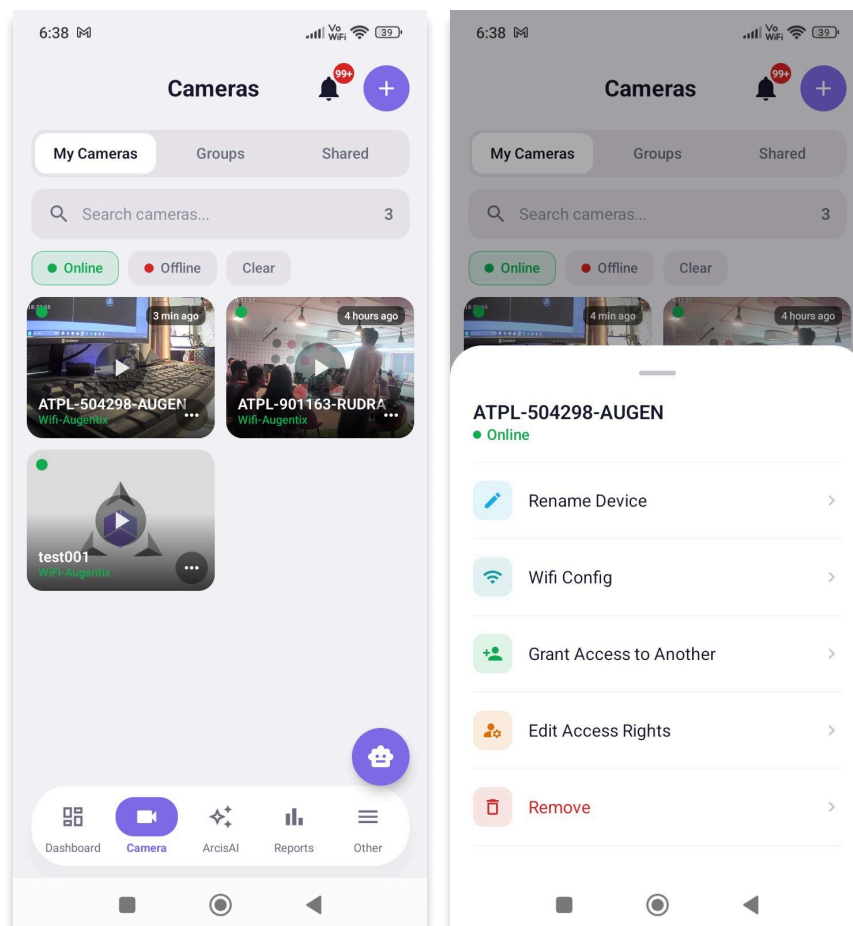 6:38
Vo
WiFi
39
Cameras
99+
+
My Cameras
Groups
Shared
Search cameras...
3
Online
Offline
Clear
3 min ago
4 hours ago
ATPL-504298-AUGEN
Wifi-Augentix
ATPL-901163-RUDRA
Wifi-Augentix
test001
WiFi-Augentix
Dashboard
Camera
ArcisAI
Reports
Other
6:38
Vo
WiFi
39
Cameras
99+
+
My Cameras
Groups
Shared
Search cameras...
3
Online
Offline
Clear
4 min ago
4 hours ago
ATPL-504298-AUGEN
Online
Rename Device
Wifi Config
Grant Access to Another
Edit Access Rights
Remove